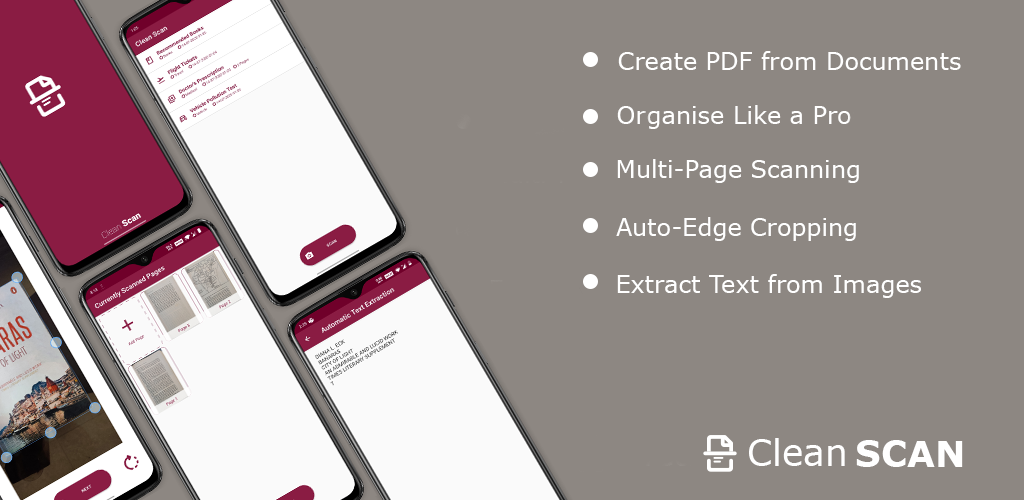 Create PDF from Documents
Organise Like a Pro
Multi-Page Scanning
Auto-Edge Cropping
Extract Text from Images
Clean SCAN
Clean Scan
Recommended Books
Flight Tickets
Doctor's Prescription
Vehicle Pollution Test
SCAN
Clean Scan
Currently Scanned Pages
Add Page
Page 2
Page 1
Automatic Text Extraction
DIANA L. ECK
BANARAS
CITY OF LIGHT
AN ADMIRABLE AND LUCID WORK
TIMES LITERARY SUPPLEMENT
ARAS
OF LIGHT
NEXT